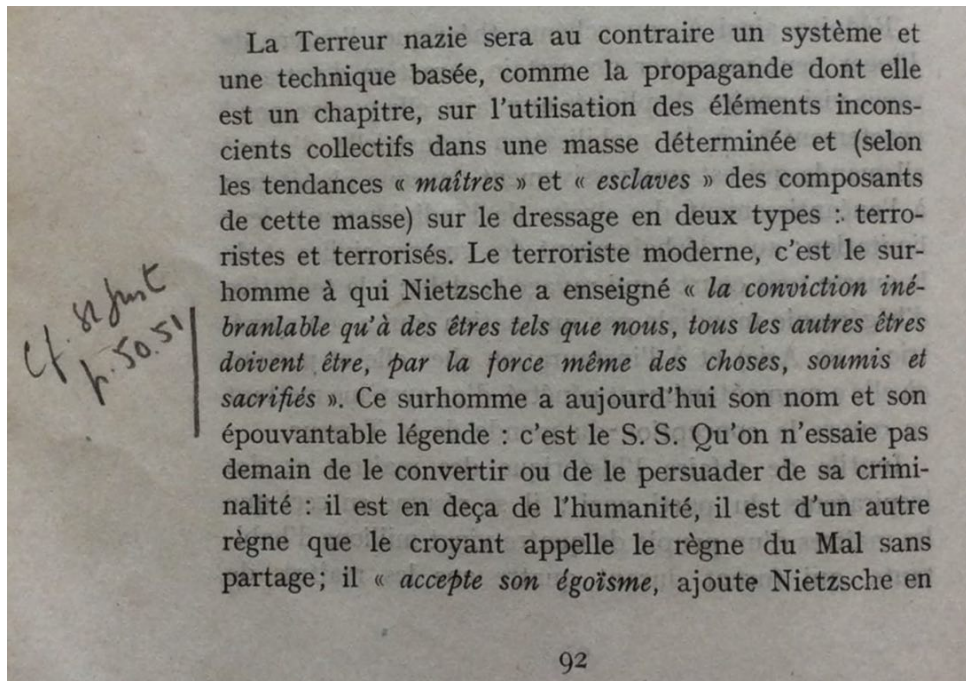 La Terreur nazie sera au contraire un système et
une technique basée, comme la propagande dont elle
est un chapitre, sur l'utilisation des éléments incons-
cients collectifs dans une masse déterminée et (selon
les tendances « maîtres » et « esclaves » des composants
de cette masse) sur le dressage en deux types : terro-
ristes et terrorisés. Le terroriste moderne, c'est le sur-
homme à qui Nietzsche a enseigné « la conviction iné-
branlable qu'à des êtres tels que nous, tous les autres êtres
doivent être, par la force même des choses, soumis et
sacrifiés ». Ce surhomme a aujourd'hui son nom et son
épouvantable légende : c'est le S. S. Qu'on n'essaie pas
demain de le convertir ou de le persuader de sa crimi-
nalité : il est en deça de l'humanité, il est d'un autre
règne que le croyant appelle le règne du Mal sans
partage; il « accepte son égoïsme, ajoute Nietzsche en
Cf.
p. 50.51
92